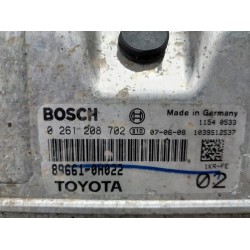 BOSCH
Made in Germany
1154 0533
0 261 208 702 010 07-06-08 1039S12537
89661-0H022
1KR-FE
TOYOTA 02